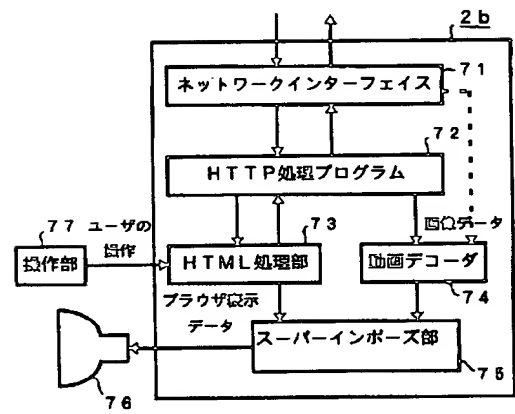 2b
ネットワークインターフェイス
71
72
HTTP処理プログラム
77
ユーザの
操作
73
画像データ
操作部
HTML処理部
動画デコーダ
74
ブラウザ表示
データ
スーパーインポーズ部
75
76